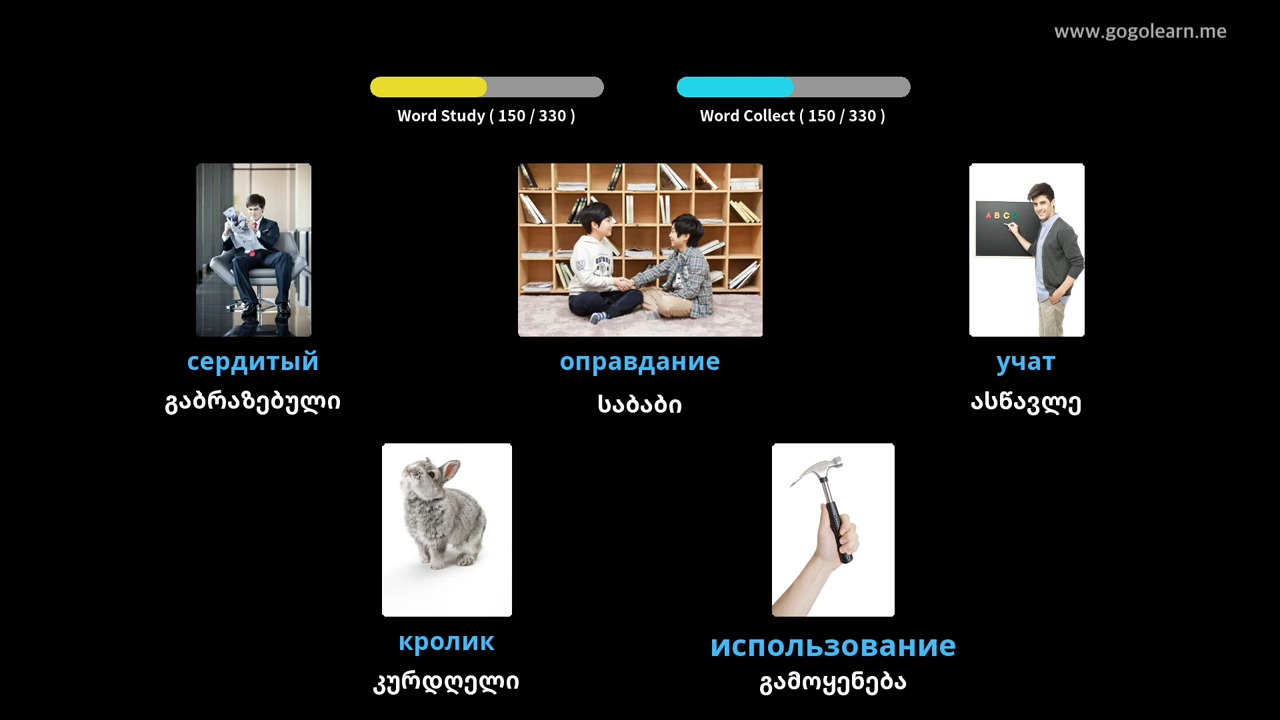 www.gogolearn.me
Word Study ( 150 / 330 )
Word Collect ( 150 / 330 )
A B C D
сердитый
оправдание
учат
გაბრაზებული
საბაბი
ასწავლე
кролик
использование
კურდღელი
გამოყენება